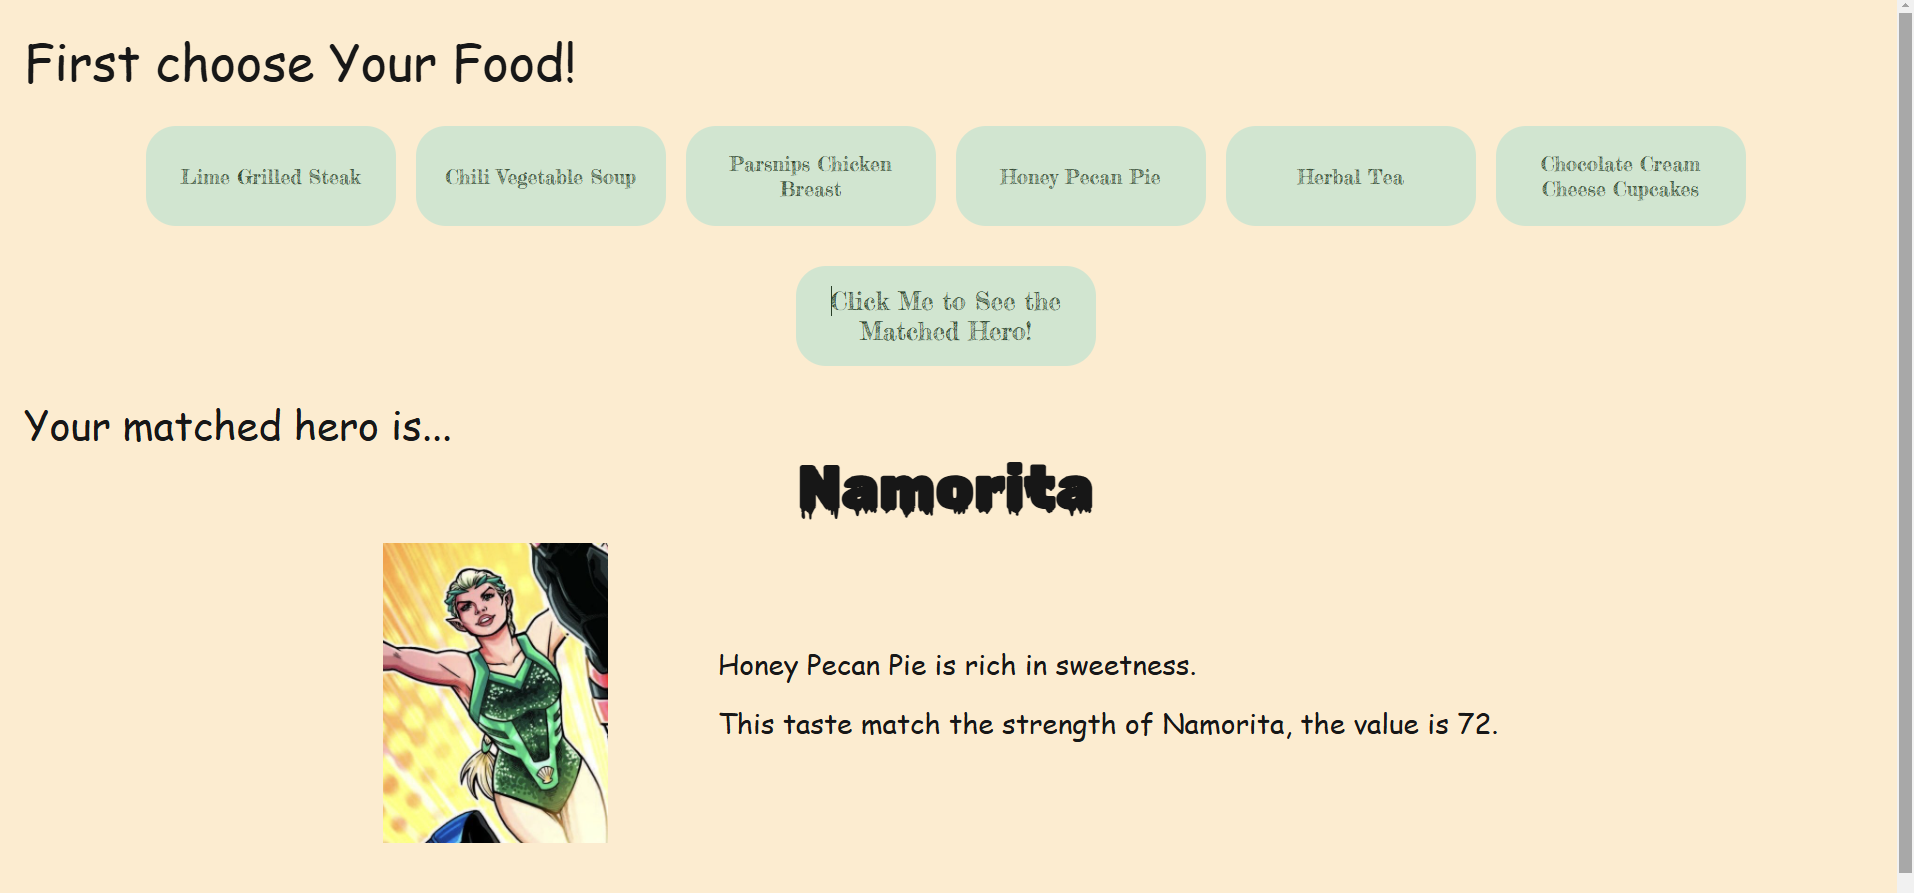 First choose Your Food!
Lime Grilled Steak
Chili Vegetable Soup
Parsnips Chicken
Breast
Honey Pecan Pie
Herbal Tea
Chocolate Cream
Cheese Cupcakes
Click Me to See the
Matched Hero!
Your matched hero is...
Namorita
Honey Pecan Pie is rich in sweetness.
This taste match the strength of Namorita, the value is 72.